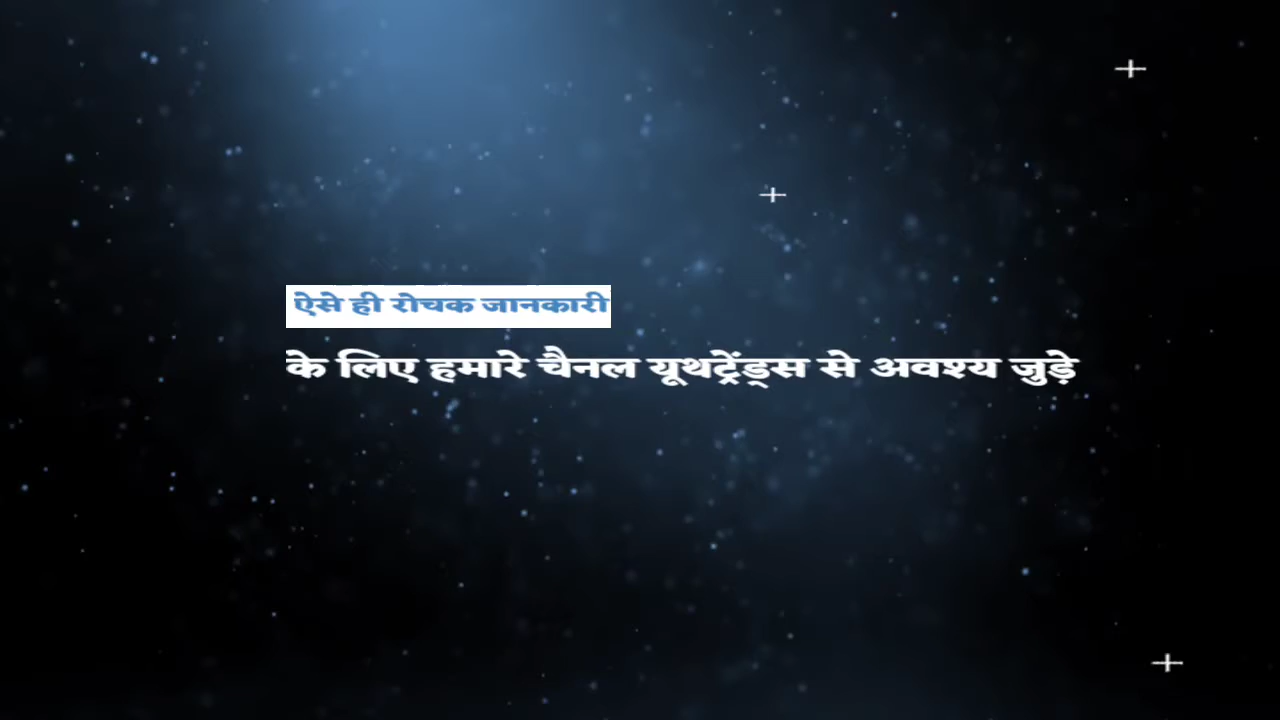 ऐसे ही रोचक जानकारी
के लिए हमारे चैनल यूथट्रेंड्स से अवश्य जुड़े